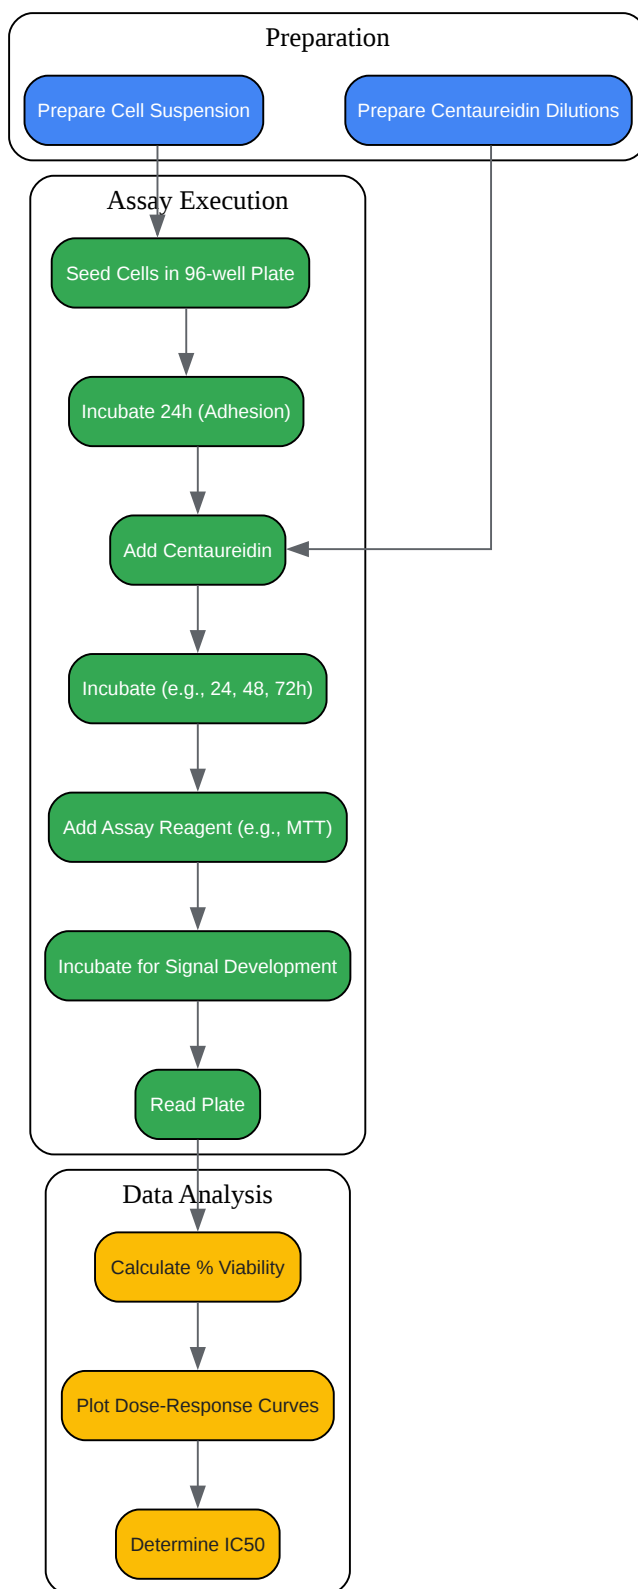 Preparation
Prepare Cell Suspension
Prepare Centaureidin Dilutions
Assay Execution
Seed Cells in 96-well Plate
Incubate 24h (Adhesion)
Add Centaureidin
Incubate (e.g., 24, 48, 72h)
Add Assay Reagent (e.g., MTT)
Incubate for Signal Development
Read Plate
Data Analysis
Calculate % Viability
Plot Dose-Response Curves
Determine IC50